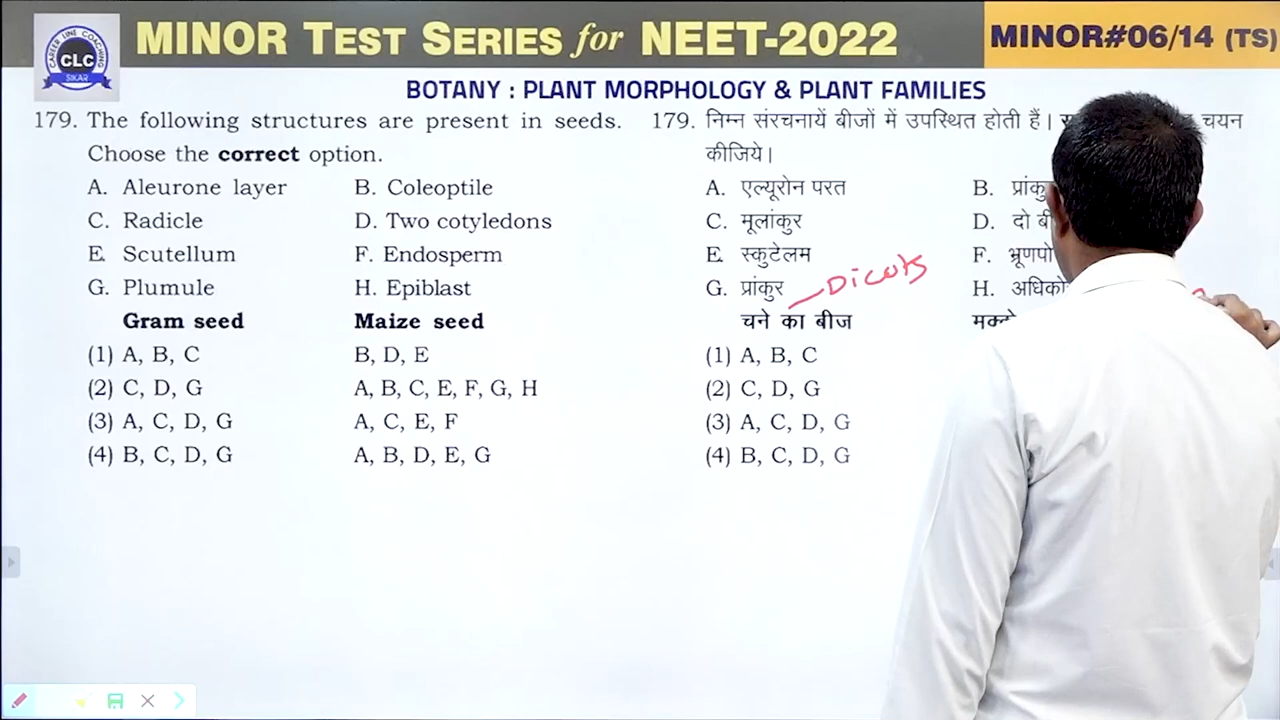 CAREER LINE COACHING
CLC
SIKAR
MINOR TEST SERIES for NEET-2022
MINOR#06/14 (TS)
BOTANY : PLANT MORPHOLOGY & PLANT FAMILIES
179. The following structures are present in seeds.
Choose the correct option.
A. Aleurone layer B. Coleoptile
C. Radicle D. Two cotyledons
E. Scutellum F. Endosperm
G. Plumule H. Epiblast
Gram seed Maize seed
(1) A, B, C B, D, E
(2) C, D, G A, B, C, E, F, G, H
(3) A, C, D, G A, C, E, F
(4) B, C, D, G A, B, D, E, G
179. निम्न संरचनायें बीजों में उपस्थित होती हैं। चयन
कीजिये।
A. एल्यूरोन परत B.
C. मूलांकुर D. दो
E. स्कुटेलम F.
G. प्रांकुर H.
Dicots
चने का बीज
(1) A, B, C
(2) C, D, G
(3) A, C, D, G
(4) B, C, D, G